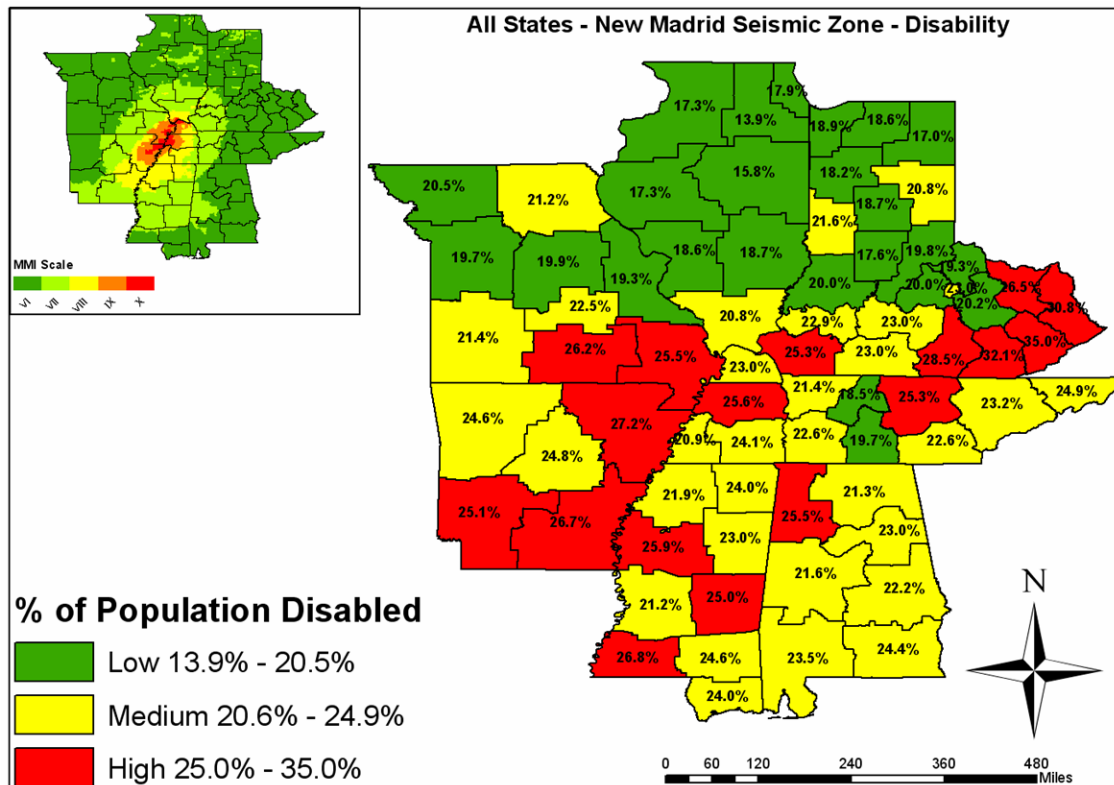 All States - New Madrid Seismic Zone - Disability
MMI Scale
VI VII VIII IX X
17.9%
17.3% 13.9%
18.9% 18.6%
17.0%
20.5% 21.2% 17.3% 15.8% 18.2% 20.8%
18.7%
21.6%
19.7% 19.9% 18.6% 18.7% 17.6% 19.8%
19.3% 20.0% 20.0% 19.3% 23.0% 26.5%
20.2% 30.8%
22.5% 20.8% 22.9% 23.0%
21.4% 26.2% 25.5% 25.3% 23.0% 28.5% 32.1% 35.0%
23.0%
21.4% 18.5% 25.3% 23.2% 24.9%
24.6% 27.2% 25.6%
24.8% 20.9% 24.1% 22.6% 19.7% 22.6%
21.9% 24.0% 25.5% 21.3%
25.1% 26.7% 25.9% 23.0% 23.0%
21.6% 22.2%
21.2% 25.0%
26.8% 24.6% 23.5% 24.4%
24.0%
% of Population Disabled
Low 13.9% - 20.5%
Medium 20.6% - 24.9%
High 25.0% - 35.0%
N
0 60 120 240 360 480
Miles